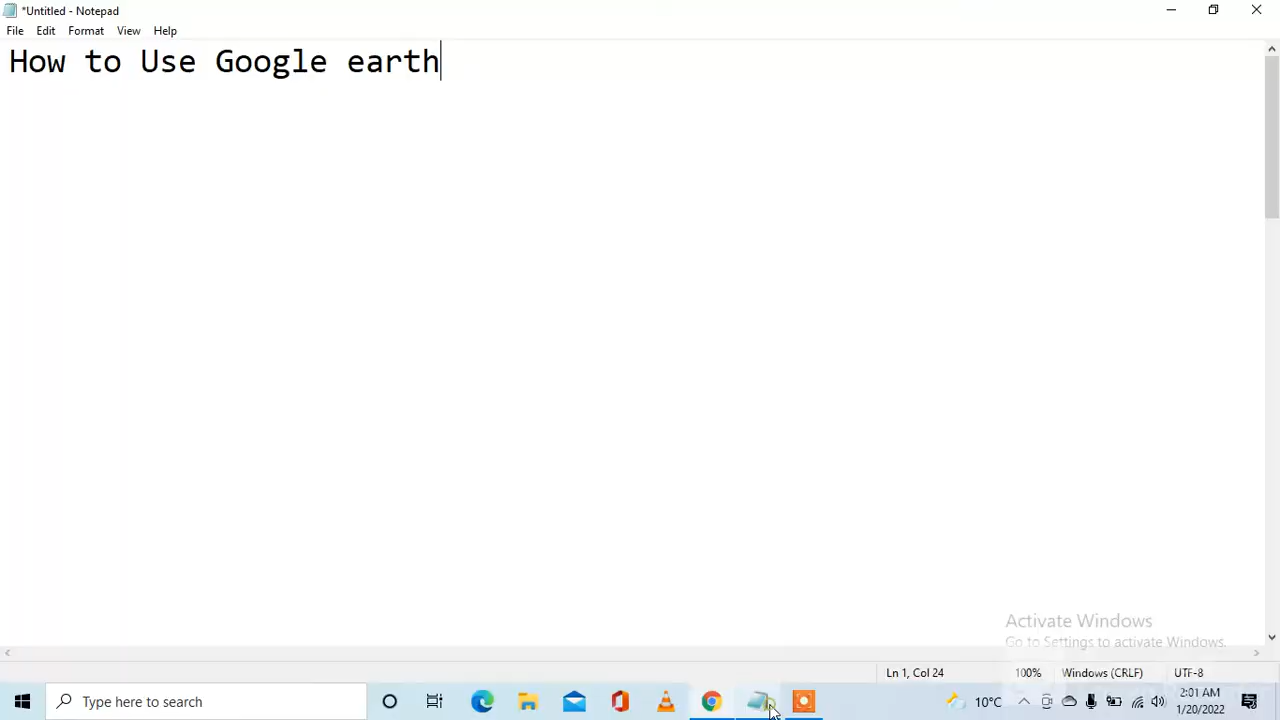 *Untitled - Notepad
File Edit Format View Help
How to Use Google earth
Activate Windows
Go to Settings to activate Windows.
Ln 1, Col 24 100% Windows (CRLF) UTF-8
Type here to search
10°C
2:01 AM
1/20/2022